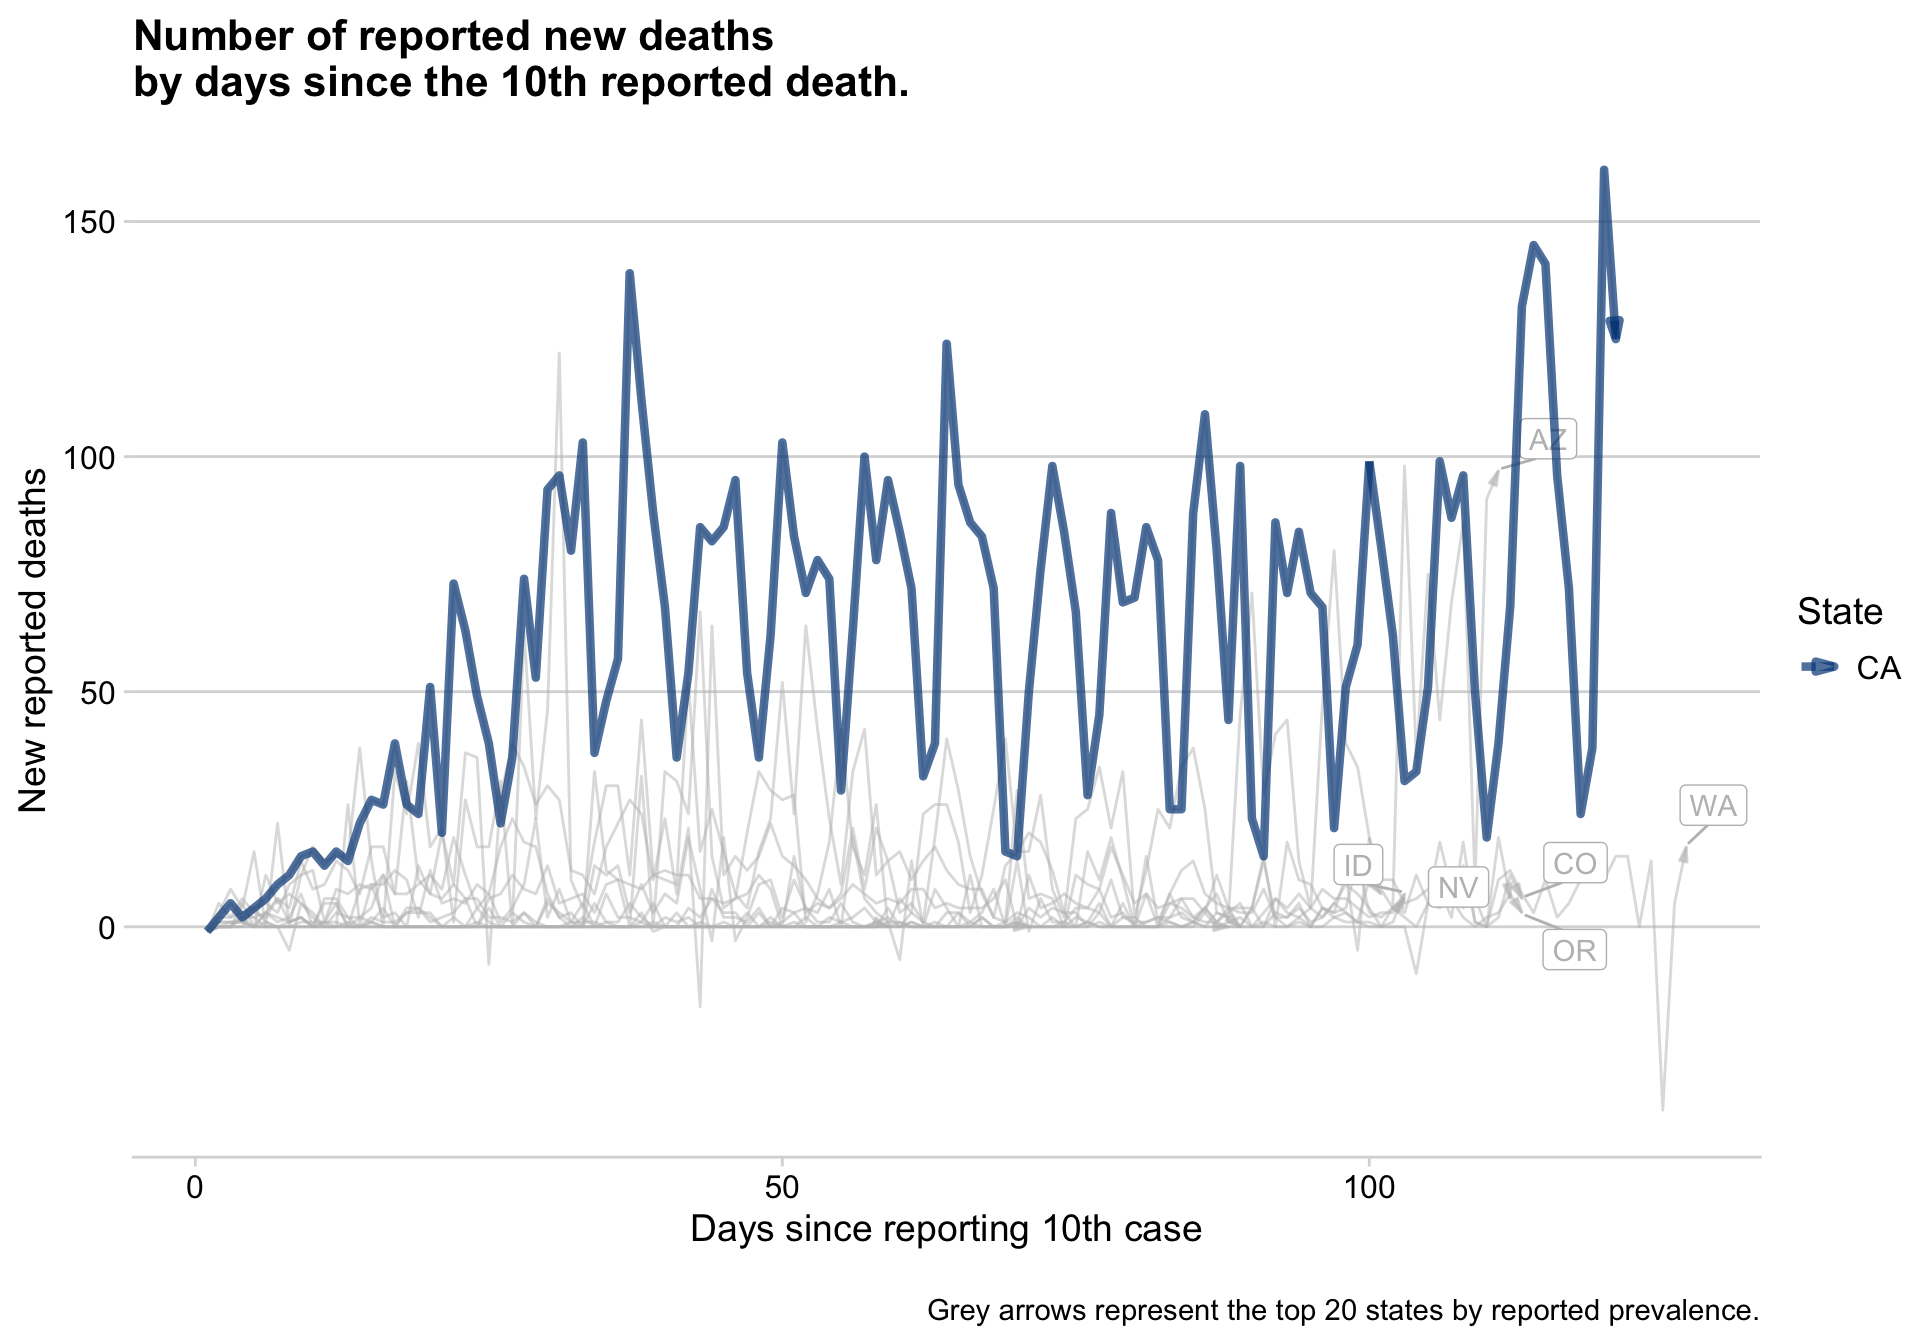 Number of reported new deaths
by days since the 10th reported death.
150
100
50
0
New reported deaths
AZ
WA
ID
NV
CO
OR
State
CA
0
50
100
Days since reporting 10th case
Grey arrows represent the top 20 states by reported prevalence.